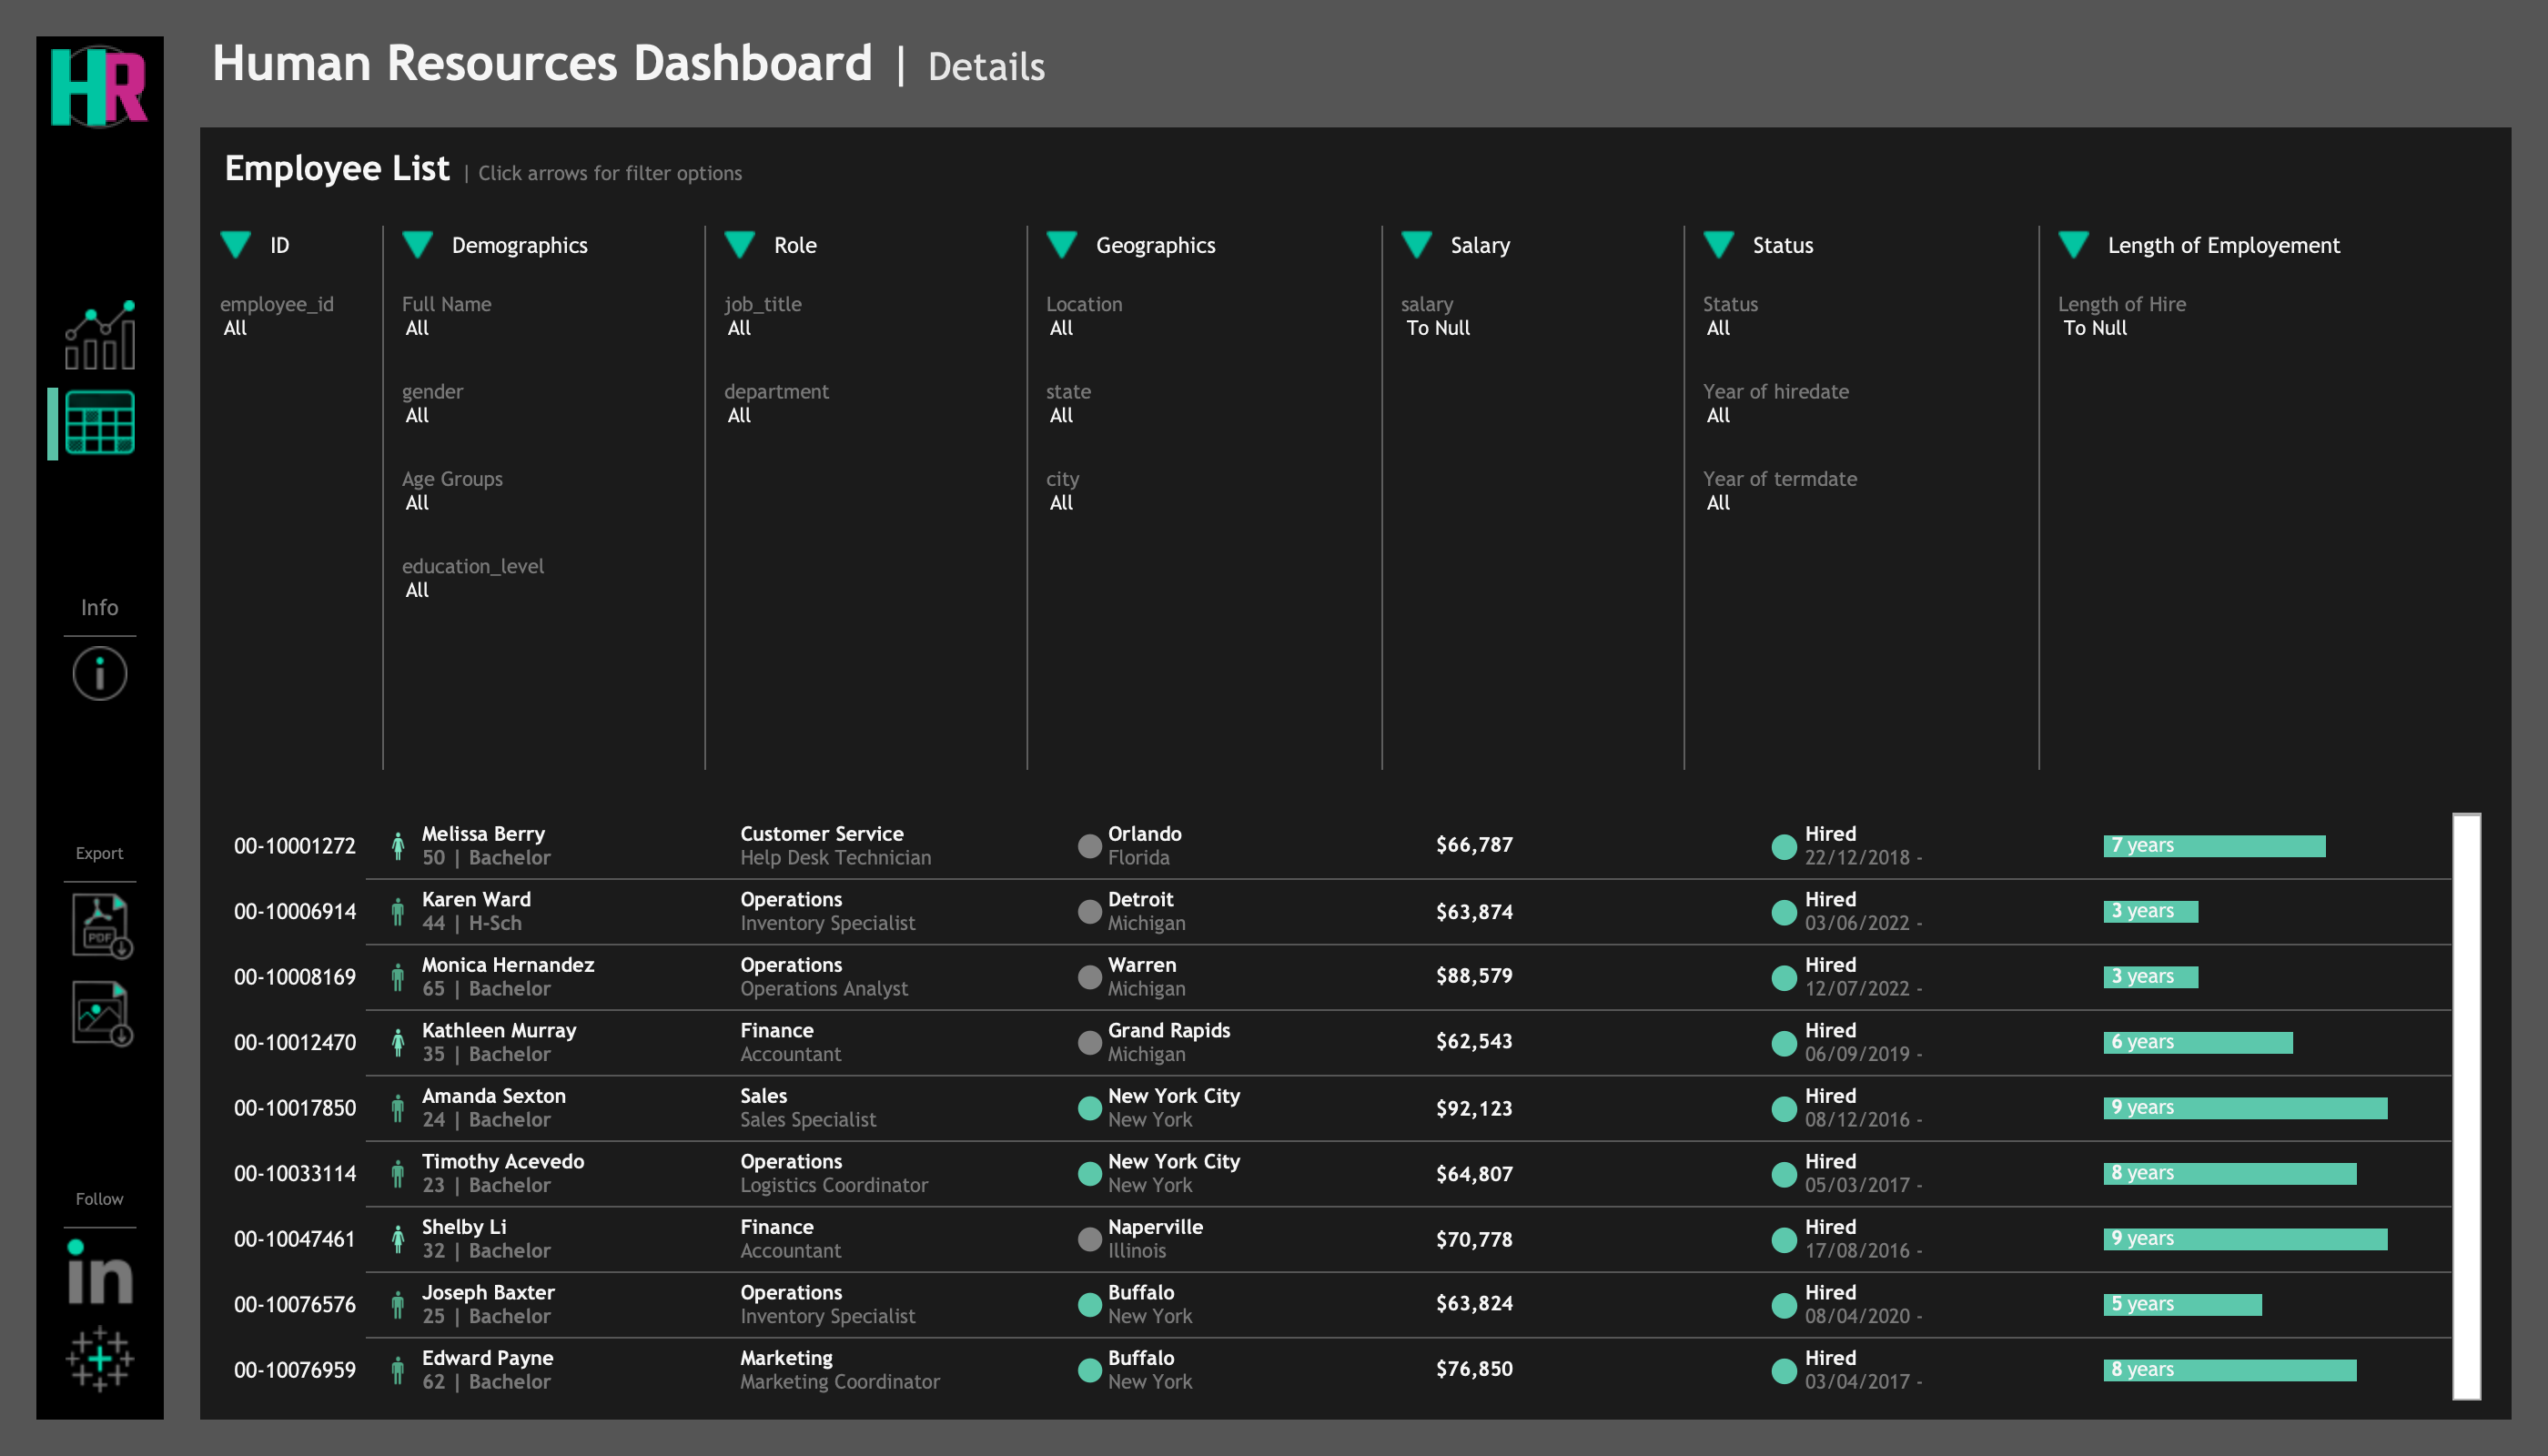 HR
Human Resources Dashboard | Details
Employee List | Click arrows for filter options
ID
Demographics
Role
Geographics
Salary
Status
Length of Employement
employee_id
All
Full Name
All
gender
All
Age Groups
All
education_level
All
job_title
All
department
All
Location
All
state
All
city
All
salary
To Null
Status
All
Year of hiredate
All
Year of termdate
All
Length of Hire
To Null
Info
i
Export
PDF
Follow
in
00-10001272
Melissa Berry
50 | Bachelor
Customer Service
Help Desk Technician
Orlando
Florida
$66,787
Hired
22/12/2018 -
7 years
00-10006914
Karen Ward
44 | H-Sch
Operations
Inventory Specialist
Detroit
Michigan
$63,874
Hired
03/06/2022 -
3 years
00-10008169
Monica Hernandez
65 | Bachelor
Operations
Operations Analyst
Warren
Michigan
$88,579
Hired
12/07/2022 -
3 years
00-10012470
Kathleen Murray
35 | Bachelor
Finance
Accountant
Grand Rapids
Michigan
$62,543
Hired
06/09/2019 -
6 years
00-10017850
Amanda Sexton
24 | Bachelor
Sales
Sales Specialist
New York City
New York
$92,123
Hired
08/12/2016 -
9 years
00-10033114
Timothy Acevedo
23 | Bachelor
Operations
Logistics Coordinator
New York City
New York
$64,807
Hired
05/03/2017 -
8 years
00-10047461
Shelby Li
32 | Bachelor
Finance
Accountant
Naperville
Illinois
$70,778
Hired
17/08/2016 -
9 years
00-10076576
Joseph Baxter
25 | Bachelor
Operations
Inventory Specialist
Buffalo
New York
$63,824
Hired
08/04/2020 -
5 years
00-10076959
Edward Payne
62 | Bachelor
Marketing
Marketing Coordinator
Buffalo
New York
$76,850
Hired
03/04/2017 -
8 years